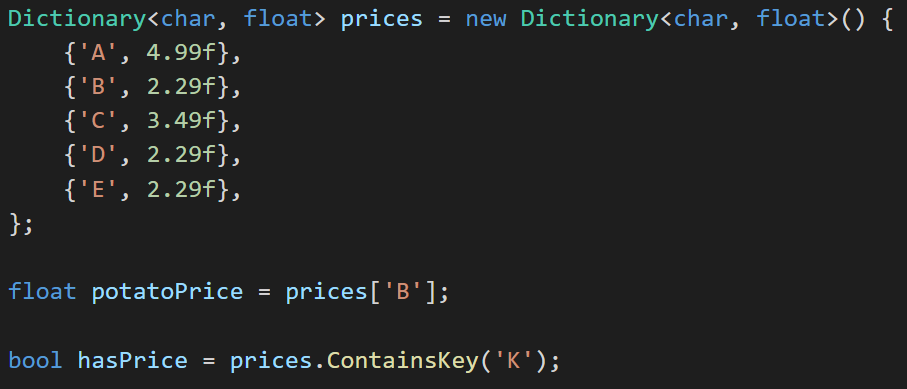 Dictionary<char, float> prices = new Dictionary<char, float>() {
    {'A', 4.99f},
    {'B', 2.29f},
    {'C', 3.49f},
    {'D', 2.29f},
    {'E', 2.29f},
};

float potatoPrice = prices['B'];

bool hasPrice = prices.ContainsKey('K');